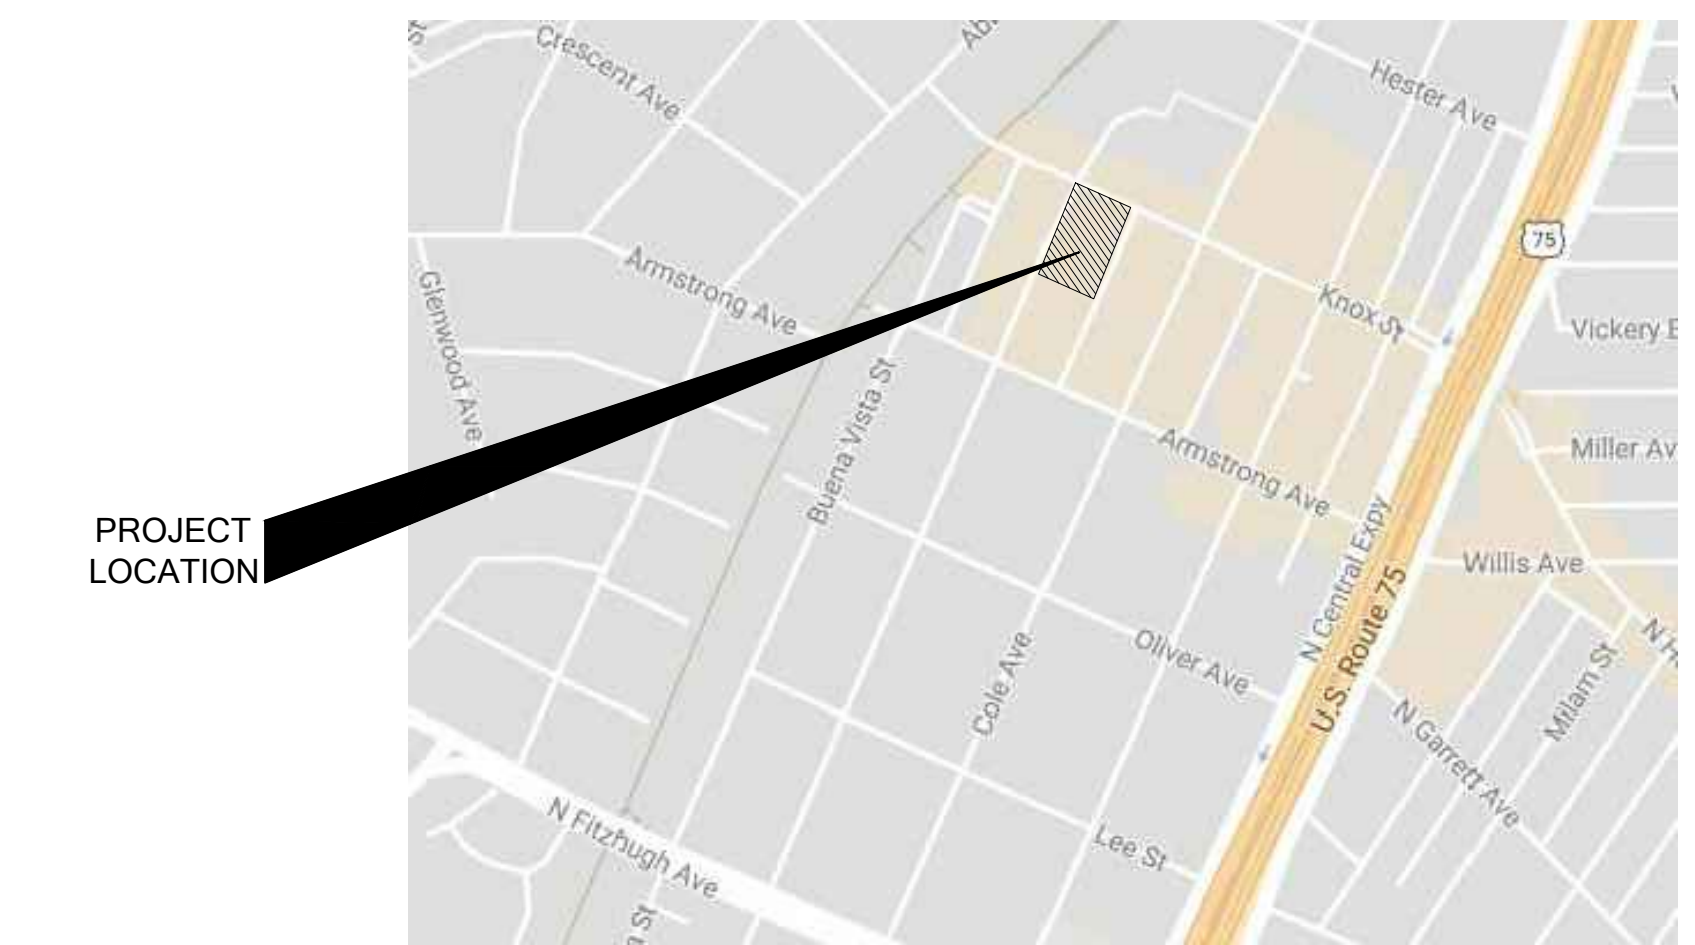 Crescent Ave
Hester Ave
75
Armstrong Ave
Glenwood Ave
Knox St
Vickery
Buena Vista St
Armstrong Ave
Miller
PROJECT
LOCATION
N Central Expy
U.S. Route 75
Willis Ave
Cole Ave
Oliver Ave
Milam St
N Garrett Ave
N Fitzhugh Ave
Lee St